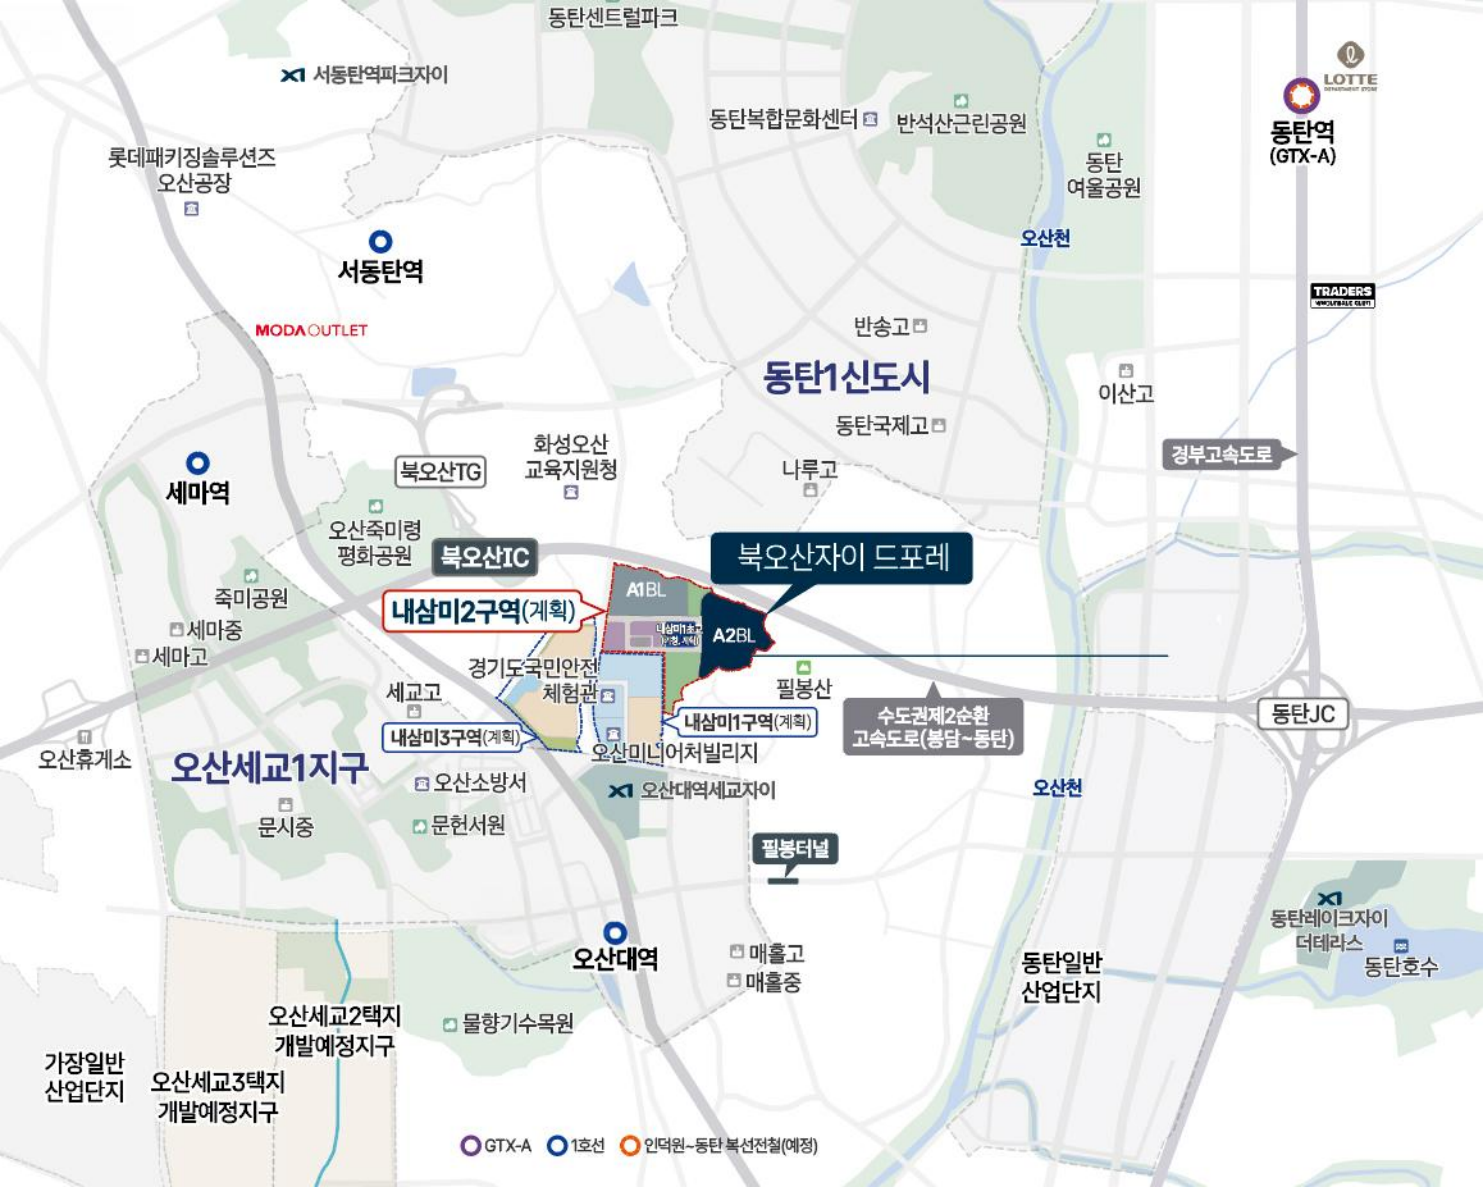 동탄센트럴파크
서동탄역파크자이
LOTTE
DEPARTMENT STORE
동탄복합문화센터
반석산근린공원
동탄역
(GTX-A)
롯데패키징솔루션즈
오산공장
동탄
여울공원
오산천
서동탄역
TRADERS
WHOLESALE CLUB
MODA OUTLET
반송고
동탄1신도시
이산고
동탄국제고
화성오산
교육지원청
경부고속도로
북오산TG
나루고
세마역
오산죽미령
평화공원
북오산IC
북오산자이 드포레
죽미공원
A1BL
내삼미2구역(계획)
세마중
내삼미1초교
A2BL
세마고
경기도국민안전
체험관
필봉산
세교고
수도권제2순환
고속도로(봉담~동탄)
동탄JC
내삼미1구역(계획)
내삼미3구역(계획)
오산미니어처빌리지
오산휴게소
오산세교1지구
오산소방서
오산대역세교자이
오산천
문시중
문헌서원
필봉터널
동탄레이크자이
더테라스
동탄호수
오산대역
매홀고
매홀중
동탄일반
산업단지
오산세교2택지
개발예정지구
물향기수목원
가장일반
산업단지
오산세교3택지
개발예정지구
GTX-A
1호선
인덕원~동탄 복선전철(예정)